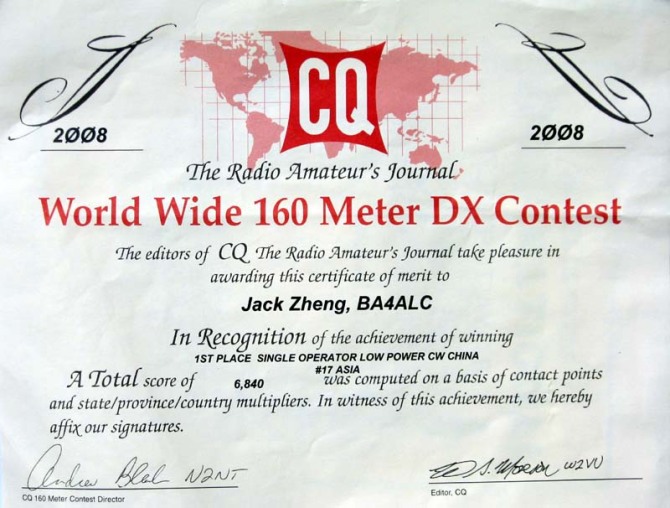 CQ
2008
2008
The Radio Amateur's Journal
World Wide 160 Meter DX Contest
The editors of CQ The Radio Amateur's Journal take pleasure in
awarding this certificate of merit to
Jack Zheng, BA4ALC
In Recognition of the achievement of winning
1ST PLACE SINGLE OPERATOR LOW POWER CW CHINA
#17 ASIA
A Total score of 6,840 was computed on a basis of contact points
and state/province/country multipliers. In witness of this achievement, we hereby
affix our signatures.
Andrew N2NT
W2VU
CQ 160 Meter Contest Director
Editor, CQ